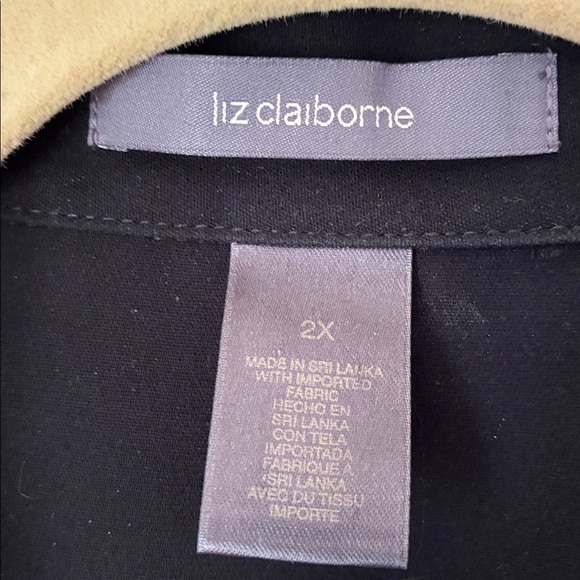 liz claiborne
2X
MADE IN SRI LANKA
WITH IMPORTED
FABRIC
HECHO EN
SRI LANKA
CON TELA
IMPORTADA
FABRIQUE A
SRI LANKA
AVEC DU TISSU
IMPORTE